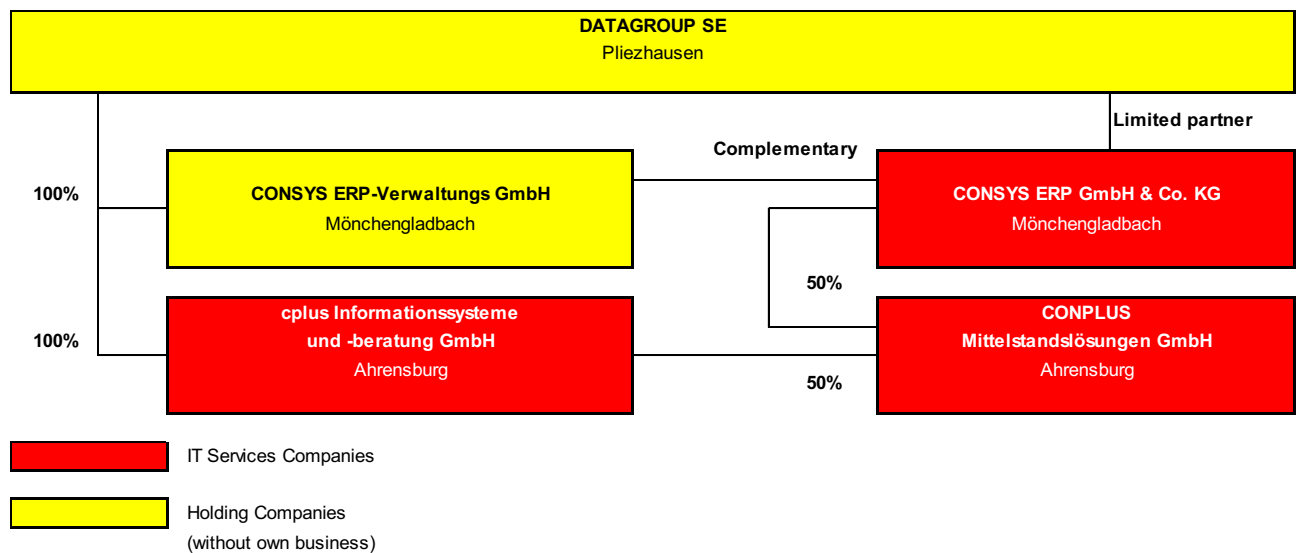 DATAGROUP SE
Pliezhausen
Limited partner
Complementary
100%
CONSYS ERP-Verwaltungs GmbH
Mönchengladbach
CONSYS ERP GmbH & Co. KG
Mönchengladbach
50%
100%
cplus Informationssysteme
und -beratung GmbH
Ahrensburg
50%
CONPLUS
Mittelstandslösungen GmbH
Ahrensburg
IT Services Companies
Holding Companies
(without own business)